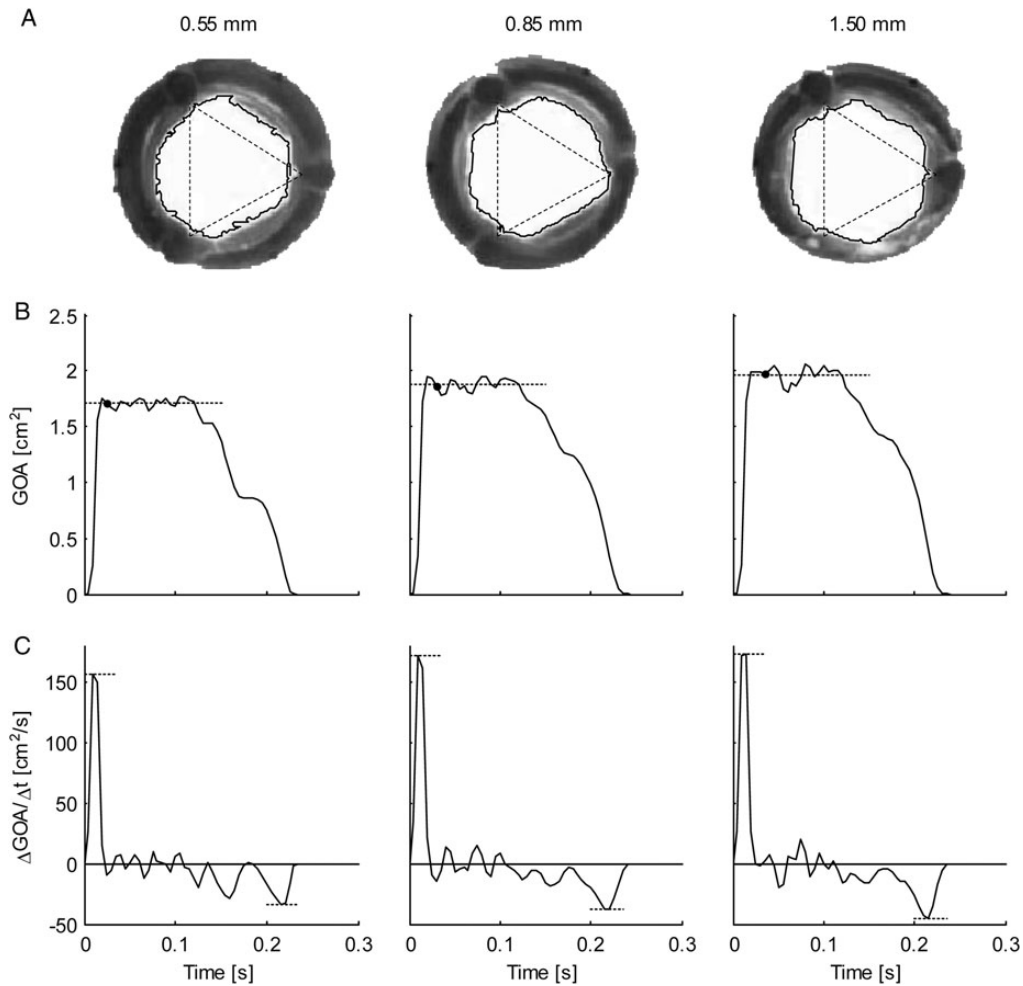 A
0.55 mm 0.85 mm 1.50 mm
B
GOA [cm²]
2.5
2
1.5
1
0.5
0
C
ΔGOA/Δt [cm²/s]
150
100
50
0
-50
0 0.1 0.2 0.3 0 0.1 0.2 0.3 0 0.1 0.2 0.3
Time [s] Time [s] Time [s]